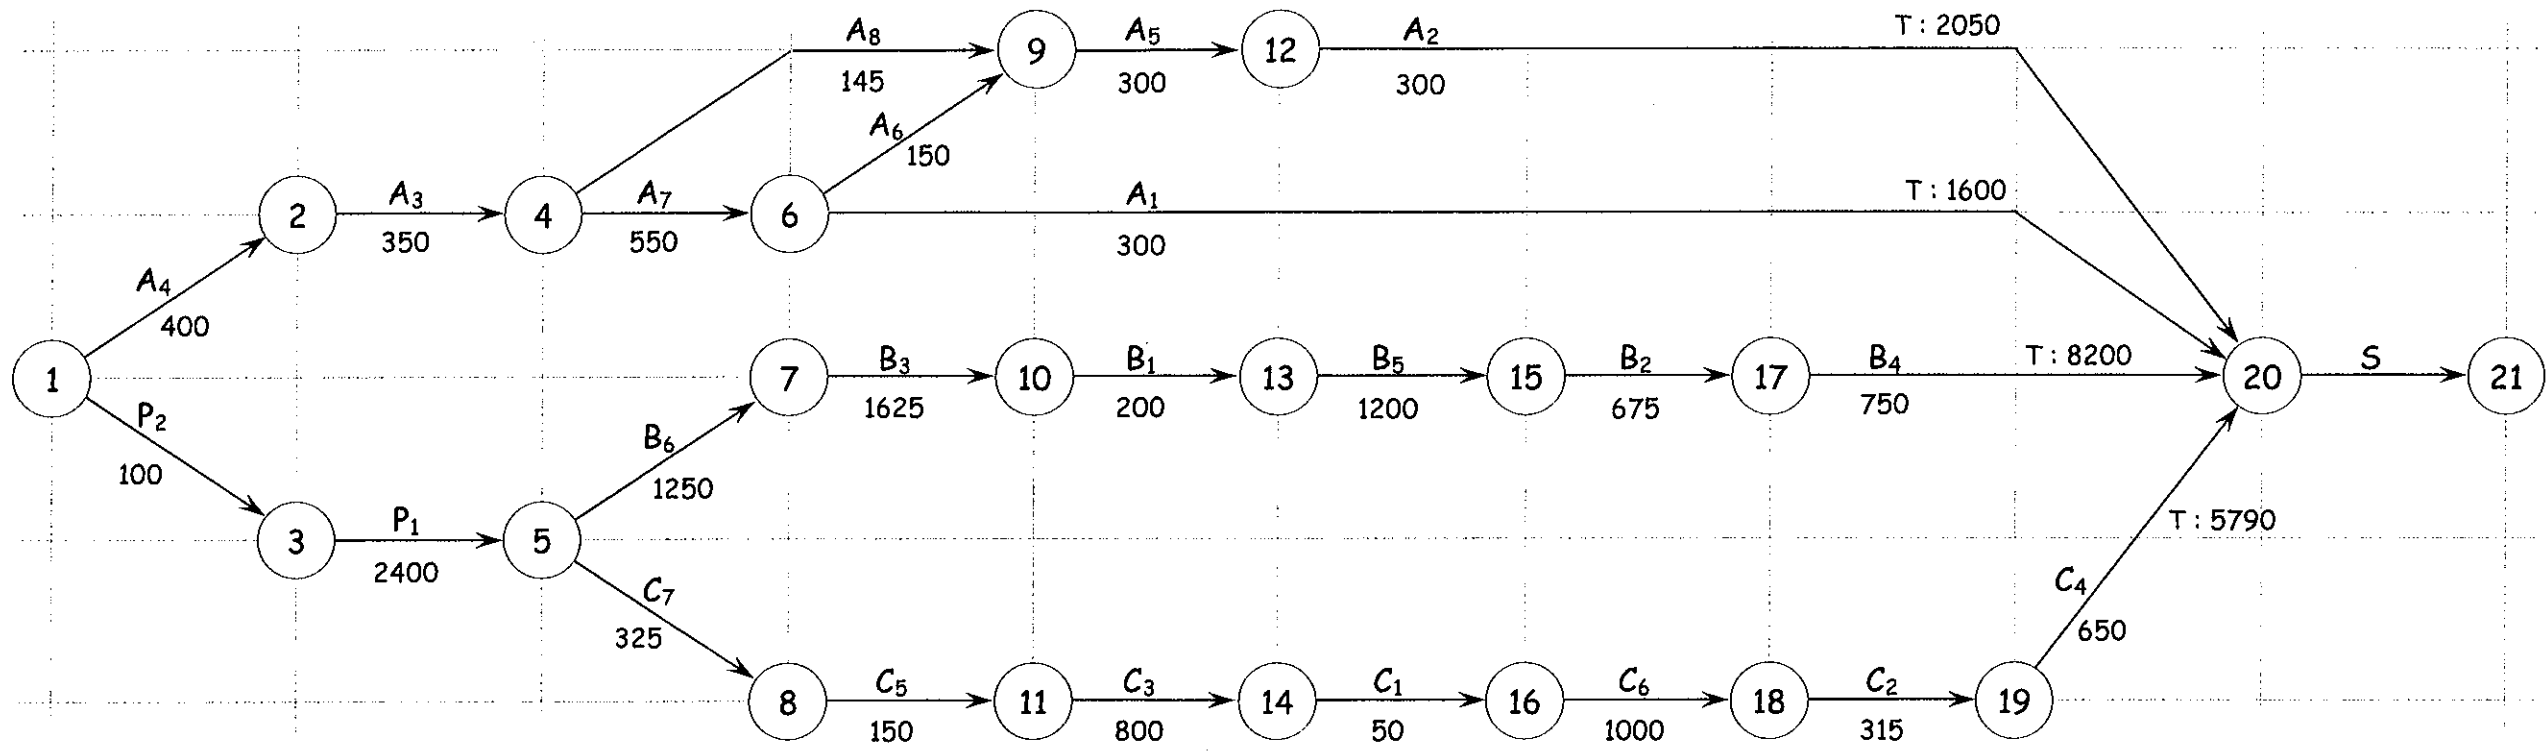 A₈ 9 A₅ 12 A₂ T : 2050
145 300 300
A₆
150
2 A₃ 4 A₇ 6 A₁ T : 1600
350 550 300
A₄
400
1 7 B₃ 10 B₁ 13 B₅ 15 B₂ 17 B₄ T : 8200 20 S 21
1625 200 1200 675 750
P₂
100
B₆
1250
3 P₁ 5
2400
T : 5790
C₇
325
C₄
650
8 C₅ 11 C₃ 14 C₁ 16 C₆ 18 C₂ 19
150 800 50 1000 315